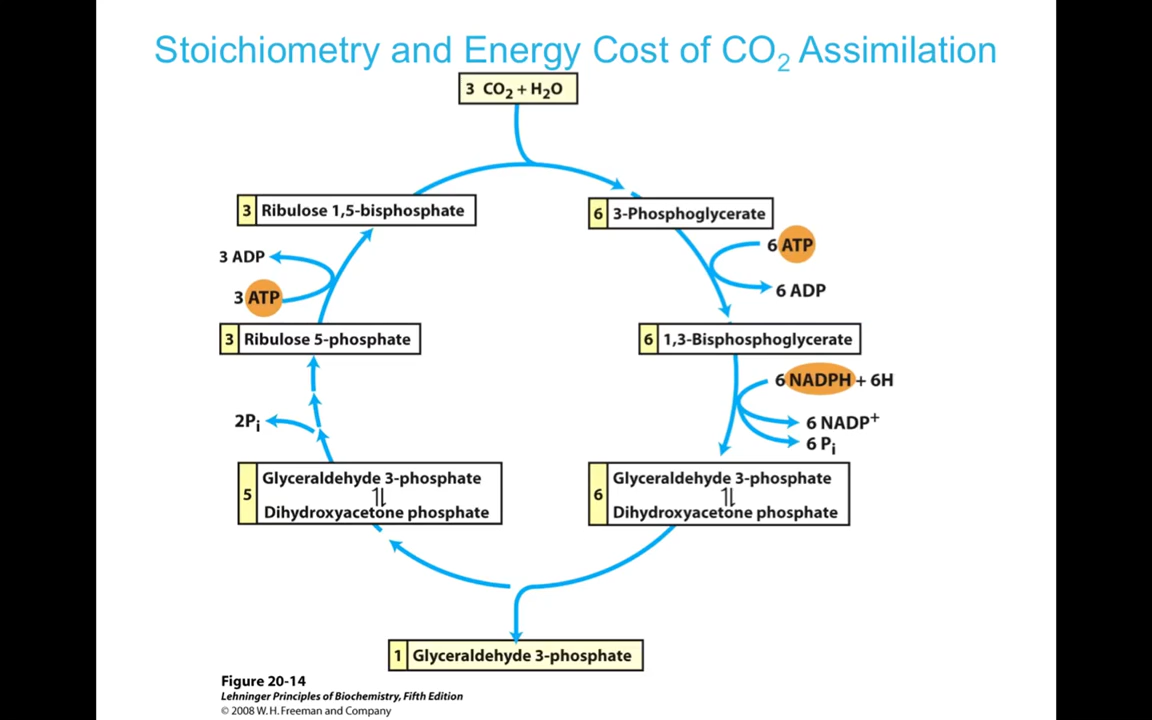 Stoichiometry and Energy Cost of CO₂ Assimilation
3 CO₂ + H₂O
3 Ribulose 1,5-bisphosphate
6 3-Phosphoglycerate
6 ATP
3 ADP
6 ADP
3 ATP
3 Ribulose 5-phosphate
6 1,3-Bisphosphoglycerate
6 NADPH + 6H
2Pᵢ
6 NADP⁺
6 Pᵢ
5 Glyceraldehyde 3-phosphate
Dihydroxyacetone phosphate
6 Glyceraldehyde 3-phosphate
Dihydroxyacetone phosphate
1 Glyceraldehyde 3-phosphate
Figure 20-14
Lehninger Principles of Biochemistry, Fifth Edition
© 2008 W. H. Freeman and Company